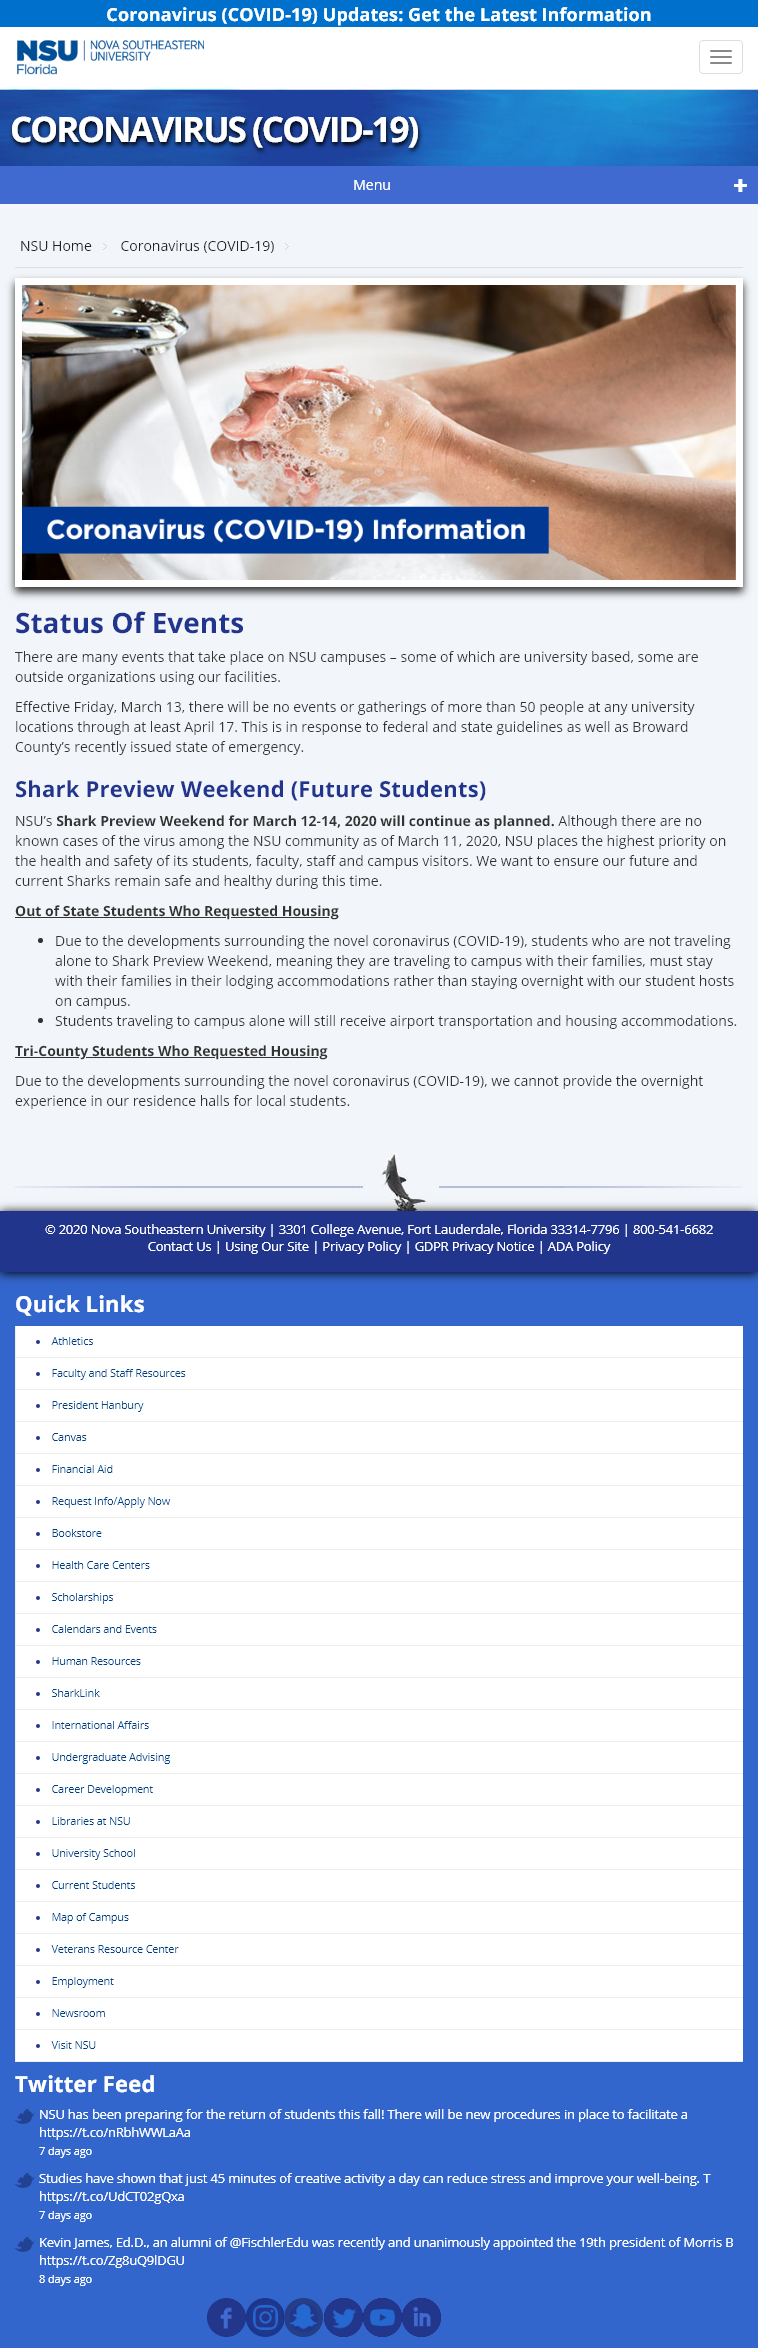 Coronavirus (COVID-19) Updates: Get the Latest Information
NSU NOVA SOUTHEASTERN
UNIVERSITY
Florida
CORONAVIRUS (COVID-19)
Menu
NSU Home
Coronavirus (COVID-19)
Coronavirus (COVID-19) Information
Status Of Events
There are many events that take place on NSU campuses – some of which are university based, some are
outside organizations using our facilities.
Effective Friday, March 13, there will be no events or gatherings of more than 50 people at any university
locations through at least April 17. This is in response to federal and state guidelines as well as Broward
County's recently issued state of emergency.
Shark Preview Weekend (Future Students)
NSU's Shark Preview Weekend for March 12-14, 2020 will continue as planned. Although there are no
known cases of the virus among the NSU community as of March 11, 2020, NSU places the highest priority on
the health and safety of its students, faculty, staff and campus visitors. We want to ensure our future and
current Sharks remain safe and healthy during this time.
Out of State Students Who Requested Housing
Due to the developments surrounding the novel coronavirus (COVID-19), students who are not traveling
alone to Shark Preview Weekend, meaning they are traveling to campus with their families, must stay
with their families in their lodging accommodations rather than staying overnight with our student hosts
on campus.
Students traveling to campus alone will still receive airport transportation and housing accommodations.
Tri-County Students Who Requested Housing
Due to the developments surrounding the novel coronavirus (COVID-19), we cannot provide the overnight
experience in our residence halls for local students.
© 2020 Nova Southeastern University | 3301 College Avenue, Fort Lauderdale, Florida 33314-7796 | 800-541-6682
Contact Us | Using Our Site | Privacy Policy | GDPR Privacy Notice | ADA Policy
Quick Links
Athletics
Faculty and Staff Resources
President Hanbury
Canvas
Financial Aid
Request Info/Apply Now
Bookstore
Health Care Centers
Scholarships
Calendars and Events
Human Resources
SharkLink
International Affairs
Undergraduate Advising
Career Development
Libraries at NSU
University School
Current Students
Map of Campus
Veterans Resource Center
Employment
Newsroom
Visit NSU
Twitter Feed
NSU has been preparing for the return of students this fall! There will be new procedures in place to facilitate a
https://t.co/nRbhWWLaAa
7 days ago
Studies have shown that just 45 minutes of creative activity a day can reduce stress and improve your well-being. T
https://t.co/UdCT02gQxa
7 days ago
Kevin James, Ed.D., an alumni of @FischlerEdu was recently and unanimously appointed the 19th president of Morris B
https://t.co/Zg8uQ9lDGU
8 days ago